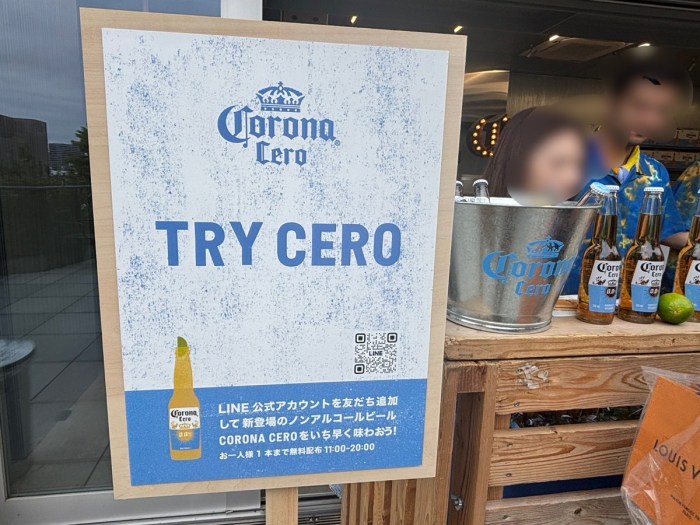 Corona
Cero
TRY CERO
LINE
LINE 公式アカウントを友だち追加
して新登場のノンアルコールビール
CORONA CEROをいち早く味わおう!
お一人様1本まで無料配布 11:00-20:00
Corona
Cero
Corona
Cero
Corona
Cero
Corona
Cero
LOUIS V